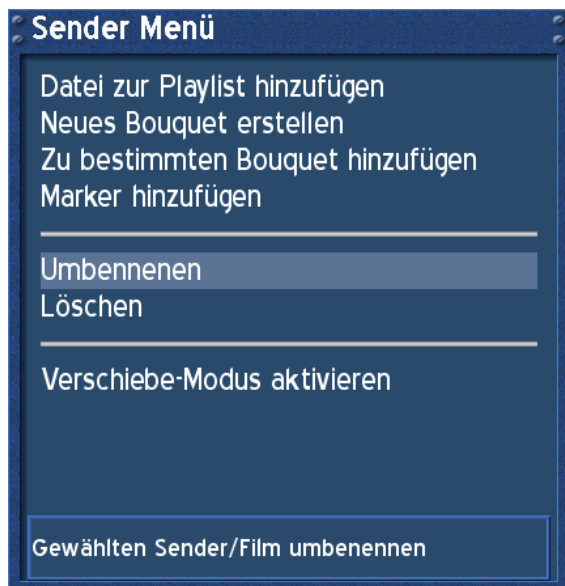 Sender Menü
Datei zur Playlist hinzufügen
Neues Bouquet erstellen
Zu bestimmten Bouquet hinzufügen
Marker hinzufügen
Umbennenen
Löschen
Verschiebe-Modus aktivieren
Gewählten Sender/Film umbenennen